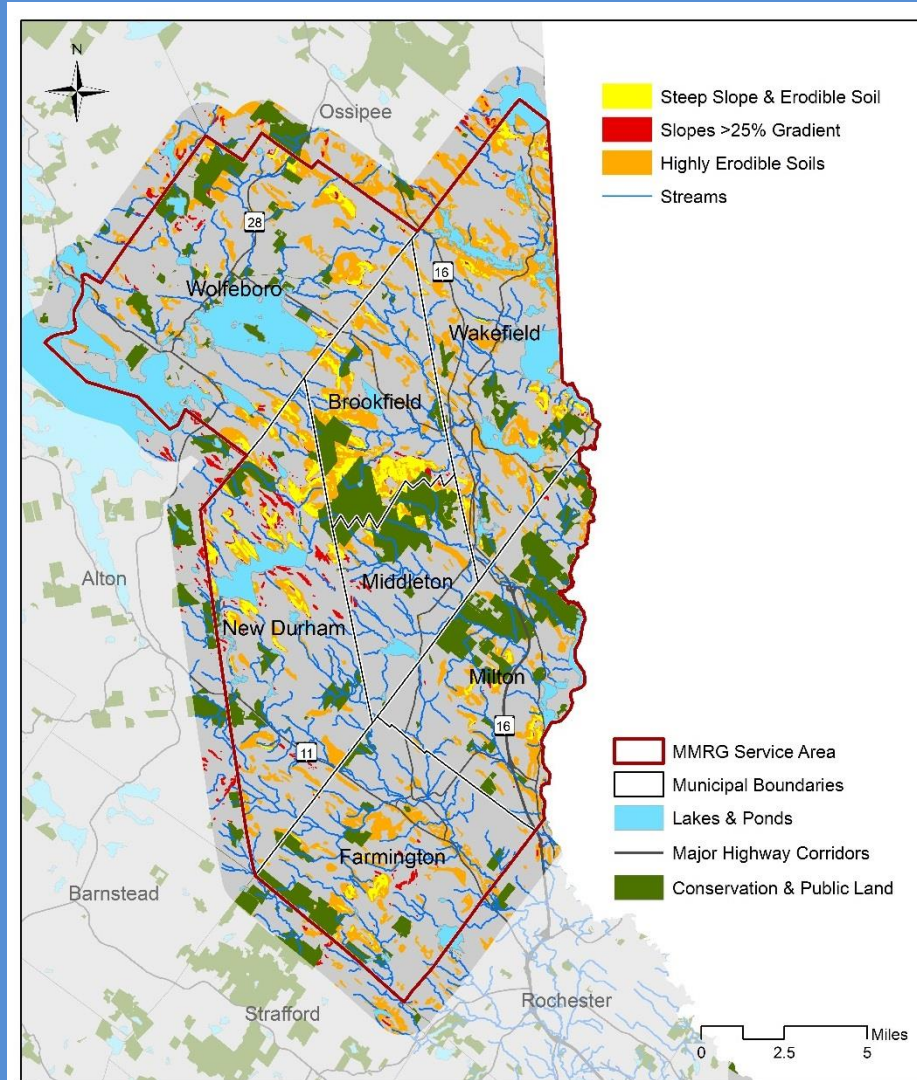 N
Ossipee
Steep Slope & Erodible Soil
Slopes >25% Gradient
Highly Erodible Soils
Streams
28
16
Wolfeboro
Wakefield
Brookfield
Alton
Middleton
New Durham
Milton
16
11
MMRG Service Area
Municipal Boundaries
Lakes & Ponds
Major Highway Corridors
Conservation & Public Land
Farmington
Barnstead
Strafford
Rochester
Miles
0 2.5 5